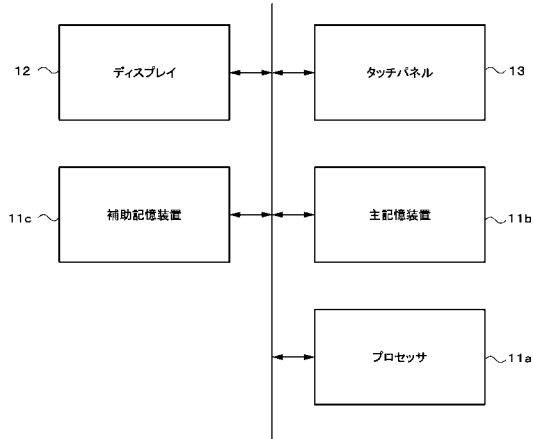 12
ディスプレイ
タッチパネル
13
11c
補助記憶装置
主記憶装置
11b
プロセッサ
11a